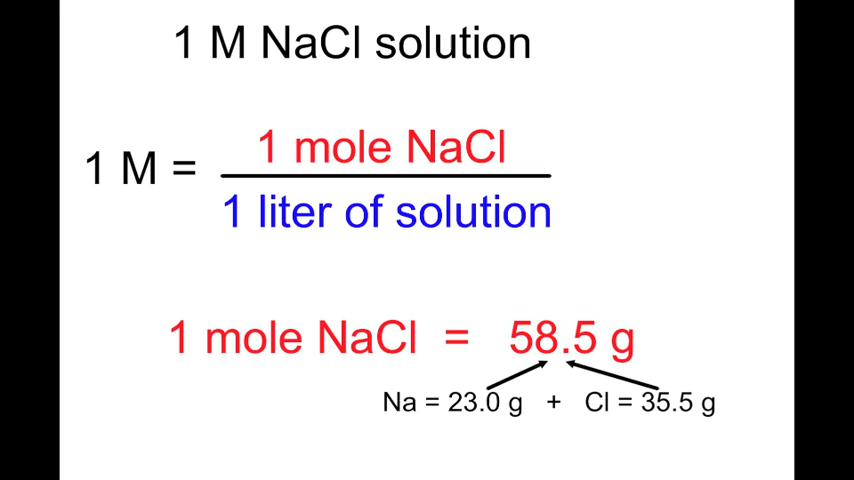 1 M NaCl solution
1 M = 1 mole NaCl
1 liter of solution
1 mole NaCl = 58.5 g
Na = 23.0 g + Cl = 35.5 g